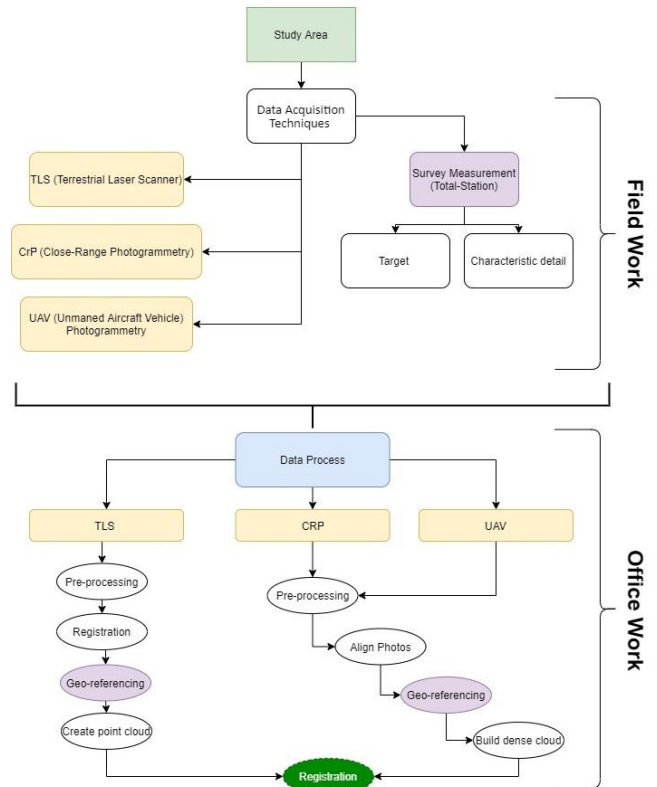 Study Area
Data Acquisition
Techniques
TLS (Terrestrial Laser Scanner)
Survey Measurement
(Total-Station)
CrP (Close-Range Photogrammetry)
Target
Characteristic detail
UAV (Unmaned Aircraft Vehicle)
Photogrammetry
Field Work
Data Process
TLS
CRP
UAV
Pre-processing
Registration
Geo-referencing
Create point cloud
Pre-processing
Align Photos
Geo-referencing
Build dense cloud
Registration
Office Work